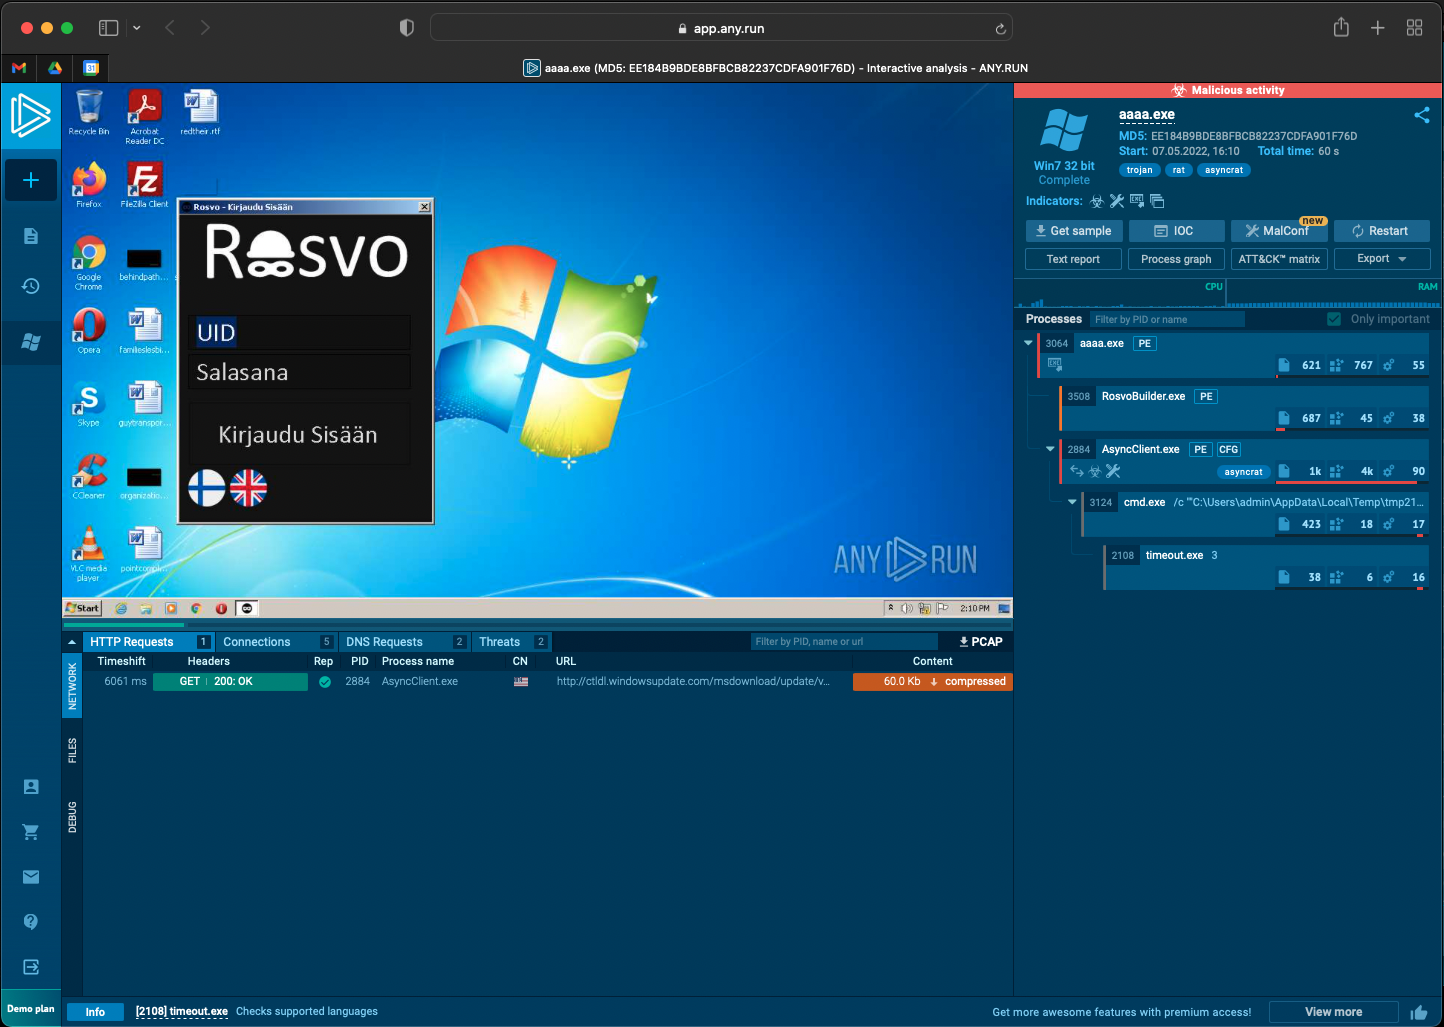 app.any.run
aaaa.exe (MD5: EE184B9BDE8BFBCB82237CDFA901F76D) - Interactive analysis - ANY.RUN
31
Recycle Bin
Acrobat Reader DC
redtheir.rtf
Firefox
FileZilla Client
Google Chrome
behindpath...
Opera
familieslesbi...
Skype
guytranspor...
CCleaner
organizatio...
VLC media player
pointcompl...
Rosvo - Kirjaudu Sisään
Rosvo
UID
Salasana
Kirjaudu Sisään
ANY RUN
Start
2:10 PM
Malicious activity
aaaa.exe
MD5: EE184B9BDE8BFBCB82237CDFA901F76D
Start: 07.05.2022, 16:10 Total time: 60 s
Win7 32 bit
Complete
trojan rat asyncrat
Indicators:
Get sample IOC MalConf new Restart
Text report Process graph ATT&CK™ matrix Export
CPU RAM
Processes Filter by PID or name Only important
3064 aaaa.exe PE
621 767 55
3508 RosvoBuilder.exe PE
687 45 38
2884 AsyncClient.exe PE CFG
asyncrat 1k 4k 90
3124 cmd.exe /c ""C:\Users\admin\AppData\Local\Temp\tmp21...
423 18 17
2108 timeout.exe 3
38 6 16
HTTP Requests 1 Connections 5 DNS Requests 2 Threats 2 Filter by PID, name or url PCAP
Timeshift Headers Rep PID Process name CN URL Content
6061 ms GET 200: OK 2884 AsyncClient.exe http://ctldl.windowsupdate.com/msdownload/update/v... 60.0 Kb compressed
NETWORK
FILES
DEBUG
Demo plan
Info [2108] timeout.exe Checks supported languages
Get more awesome features with premium access! View more